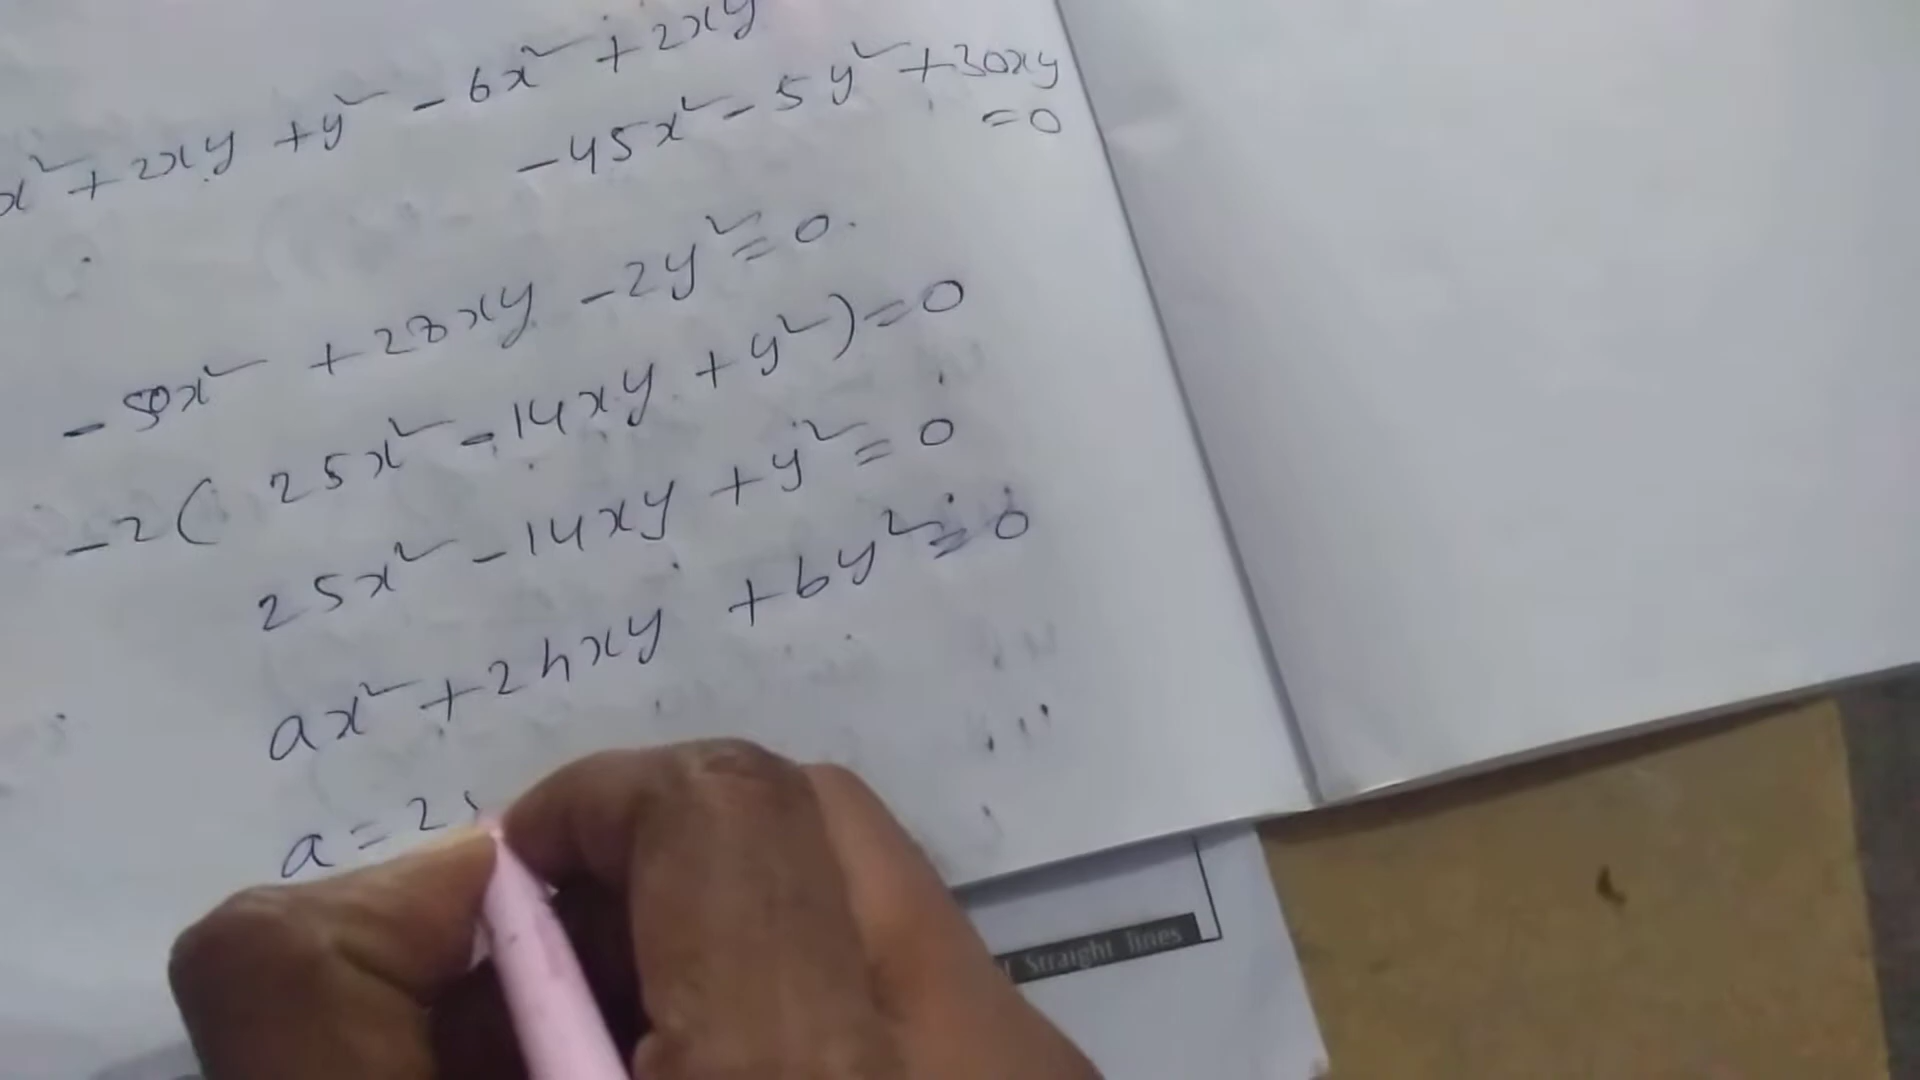 x² + 2xy + y² - 6x² + 2xy
- 45x² - 5y² + 30xy
= 0
- 50x² + 28xy - 2y² = 0.
- 2 ( 25x² - 14xy + y² ) = 0
25x² - 14xy + y² = 0
ax² + 2hxy + by² = 0
a = 2
Straight lines